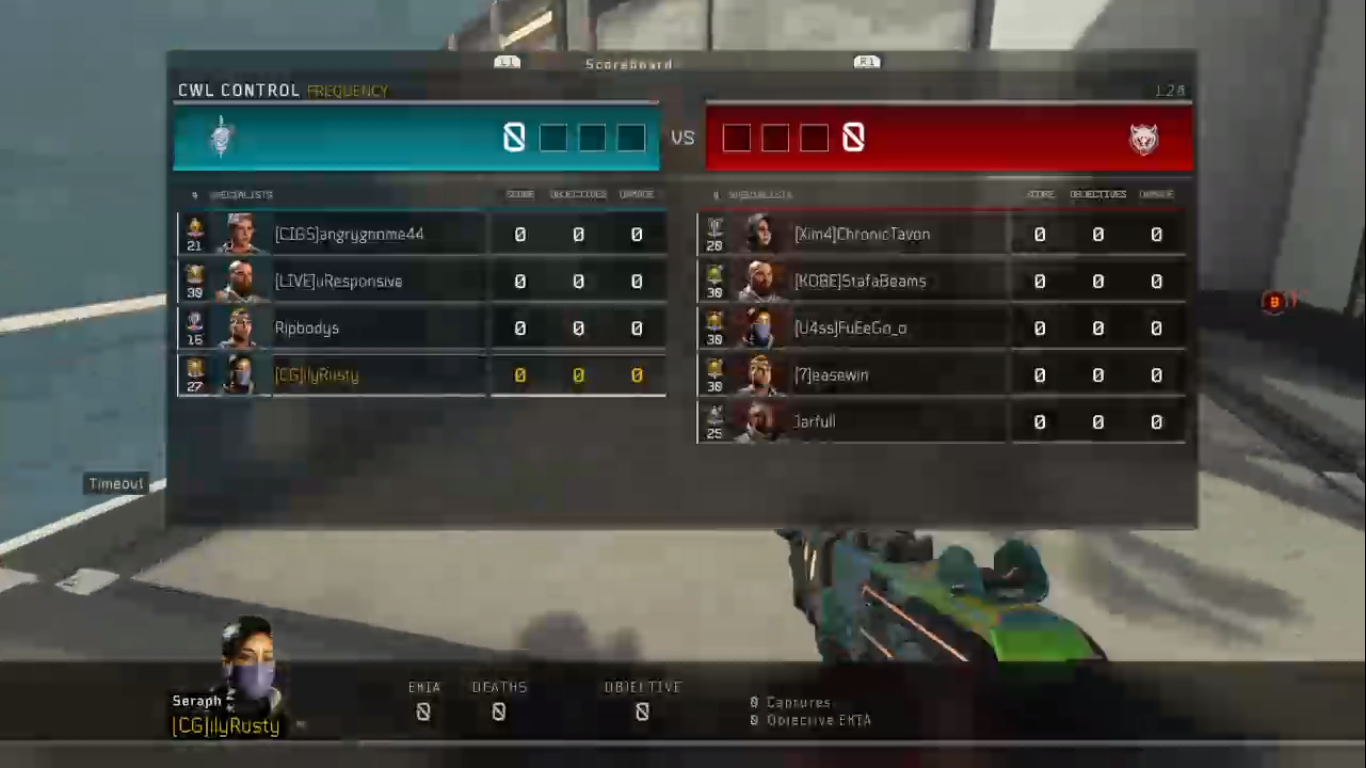 L1 Scoreboard R1
CWL CONTROL FREQUENCY
0 VS 0
SPECIALISTS SCORE OBJECTIVES DAMAGE
SPECIALISTS SCORE OBJECTIVES DAMAGE
21 [CIGS]angrygnome44 0 0 0
30 [LIVE]uResponsive 0 0 0
16 Ripbodys 0 0 0
27 [CG]ilyRusty 0 0 0
20 [Xim4]ChronicTavon 0 0 0
30 [KOBE]StafaBeams 0 0 0
30 [U4ss]FuEeGo_o 0 0 0
30 [7]easewin 0 0 0
25 Jarfull 0 0 0
B
Timeout
Seraph
[CG]ilyRusty
EKIA DEATHS OBJECTIVE
0 0 0
0 Captures
0 Objective EKIA